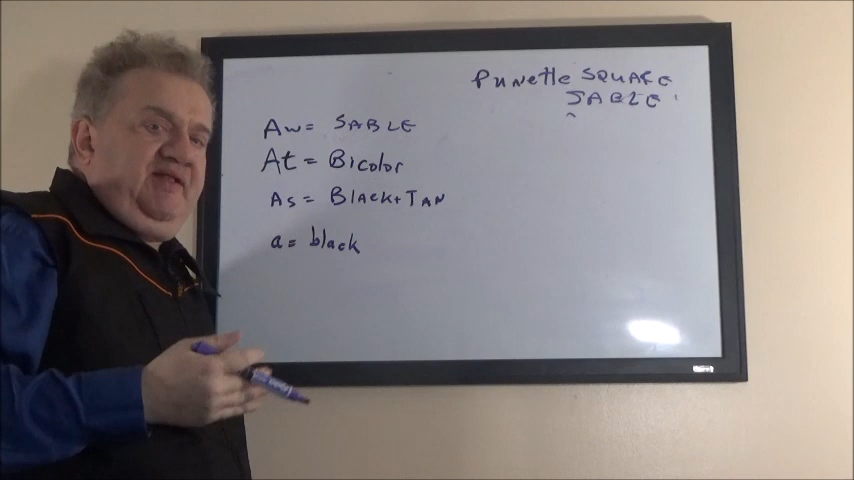 Punette SQUARE
SABLE
Aw = SABLE
At = Bicolor
As = Black + TAN
a = black